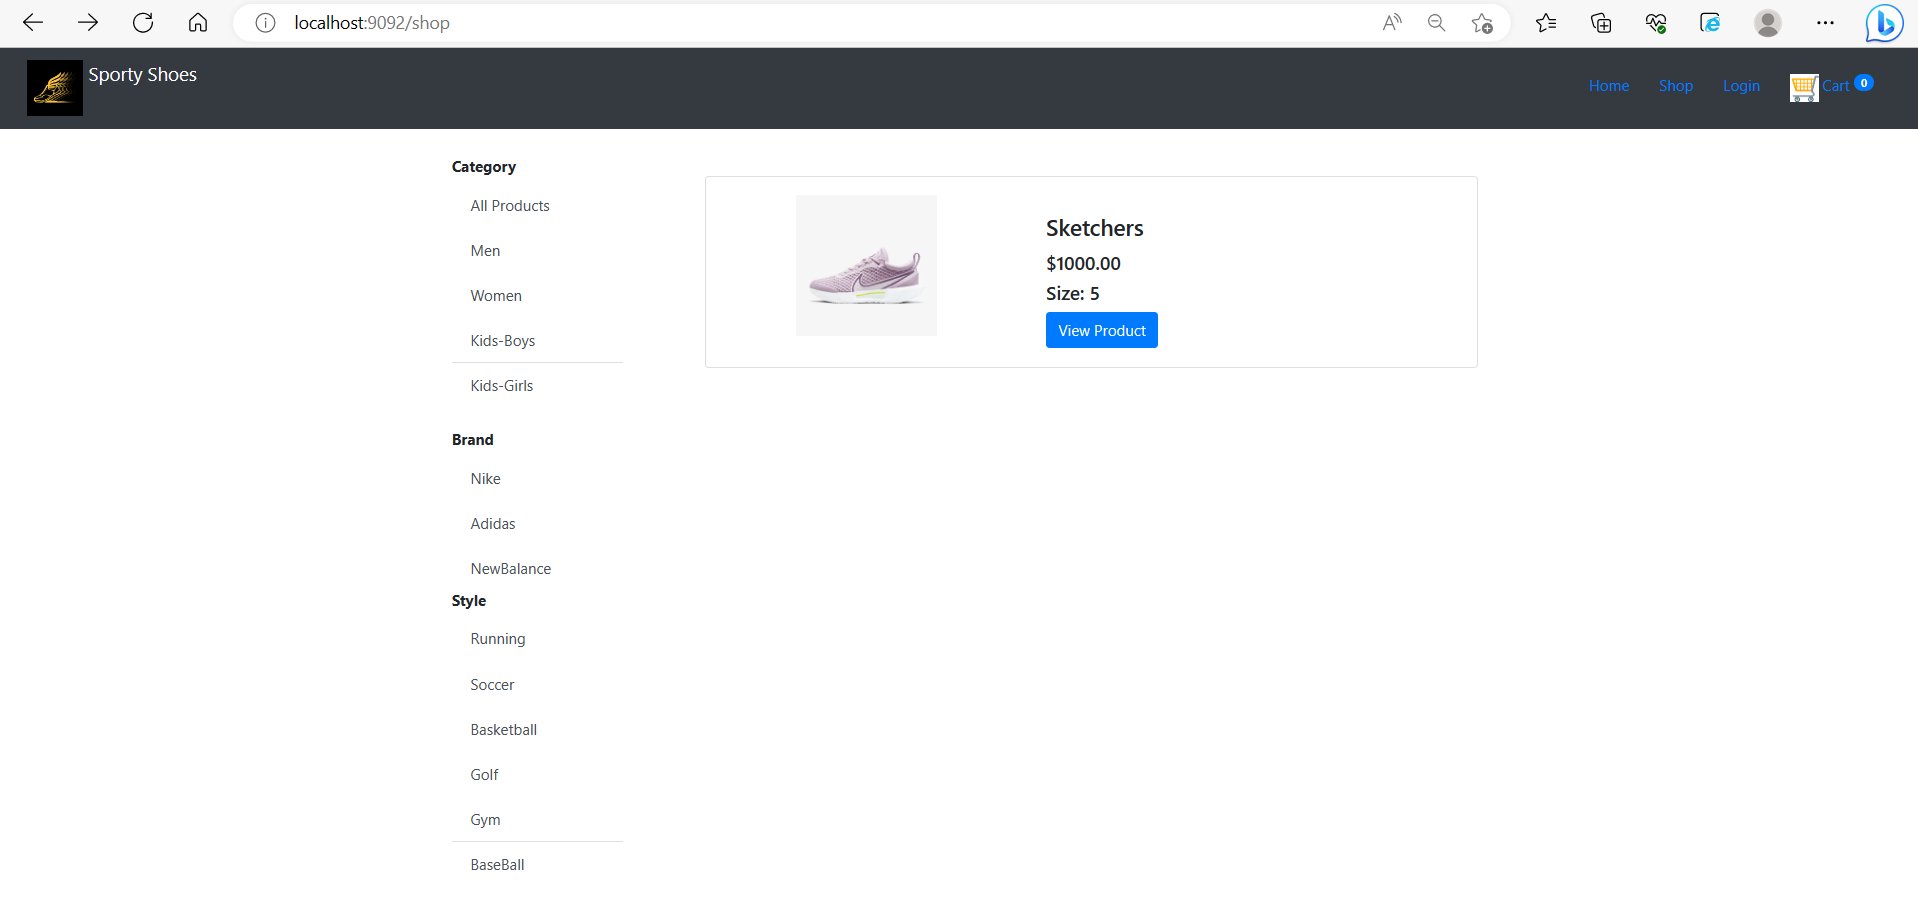 localhost:9092/shop
Sporty Shoes
Home Shop Login Cart 0
Category
All Products
Men
Women
Kids-Boys
Kids-Girls
Brand
Nike
Adidas
NewBalance
Style
Running
Soccer
Basketball
Golf
Gym
BaseBall
Sketchers
$1000.00
Size: 5
View Product